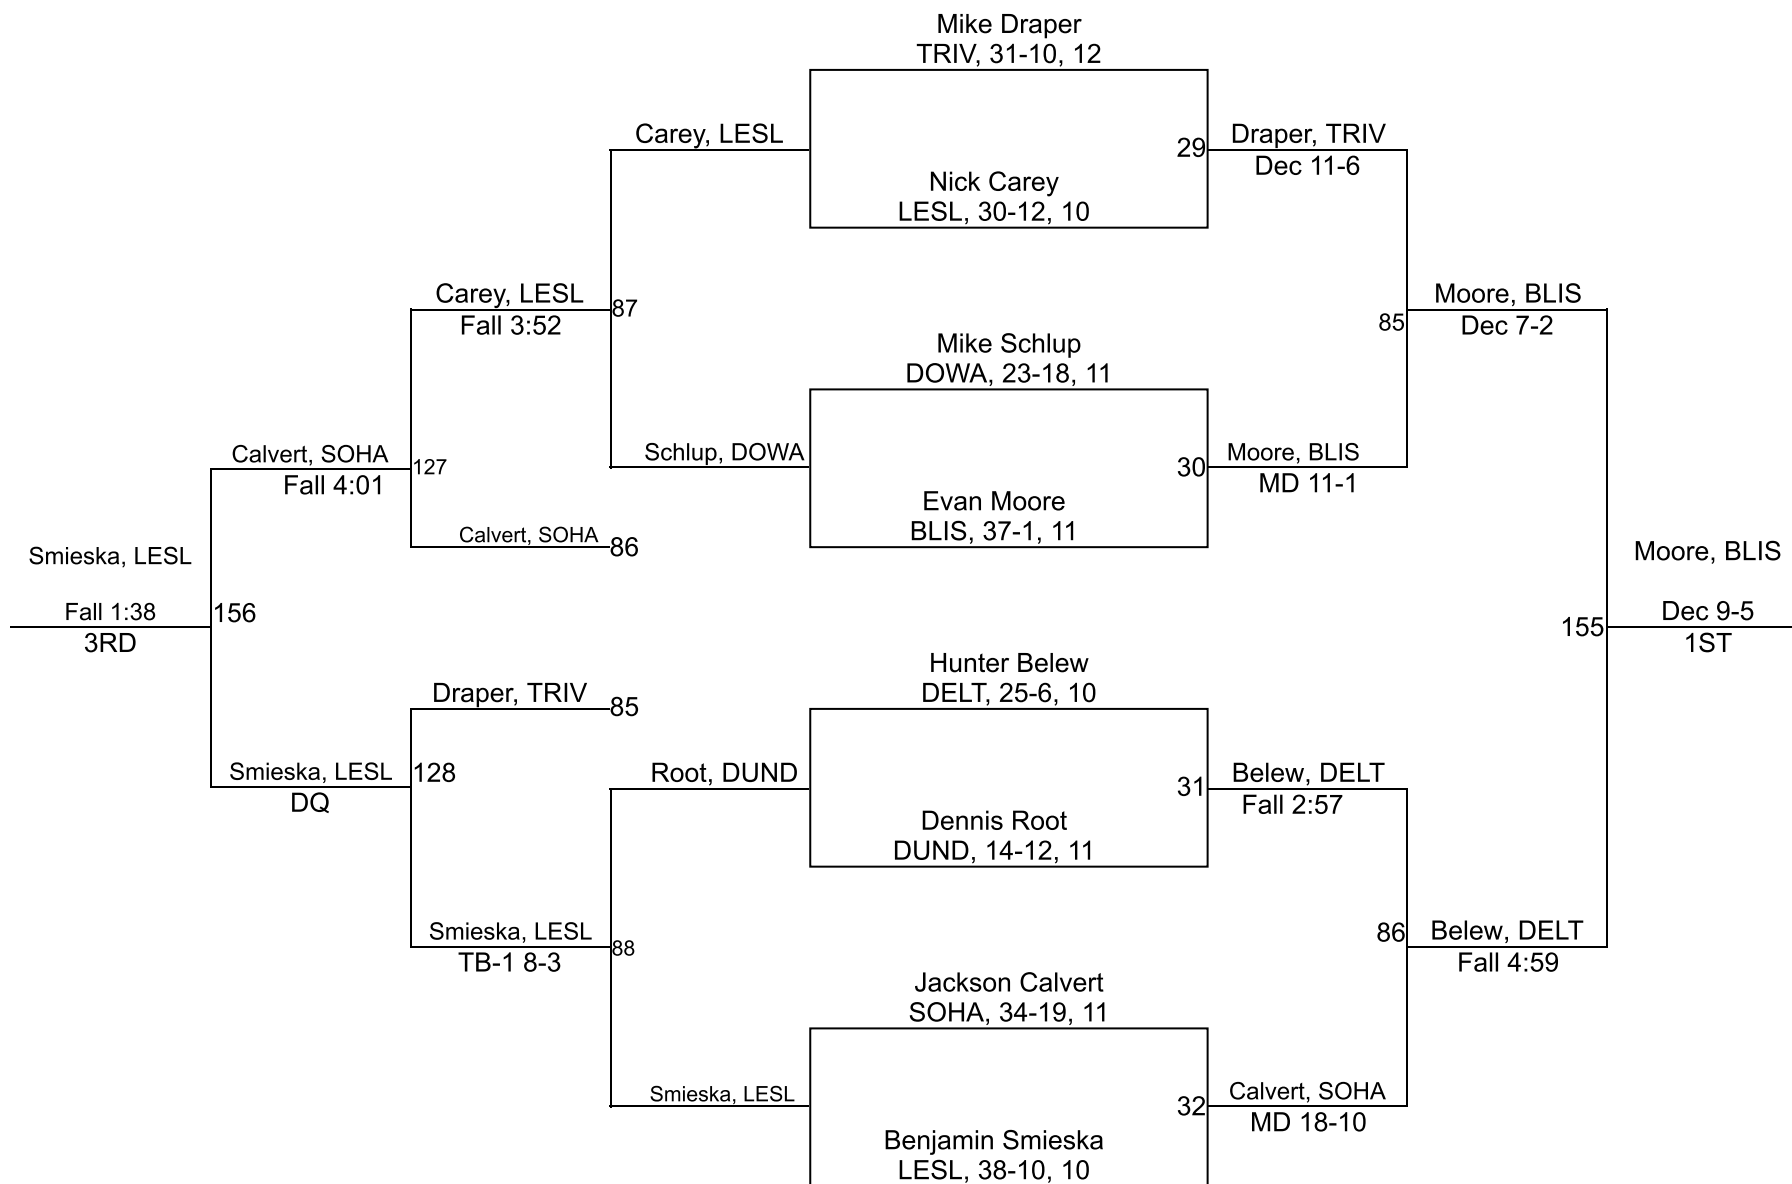 Mike Draper
TRIV, 31-10, 12
Carey, LESL
29
Draper, TRIV
Dec 11-6
Nick Carey
LESL, 30-12, 10
Carey, LESL
Fall 3:52
87
85
Moore, BLIS
Dec 7-2
Mike Schlup
DOWA, 23-18, 11
Calvert, SOHA
Fall 4:01
127
Schlup, DOWA
30
Moore, BLIS
MD 11-1
Evan Moore
BLIS, 37-1, 11
Calvert, SOHA
86
Smieska, LESL
Fall 1:38
3RD
156
Moore, BLIS
155
Dec 9-5
1ST
Hunter Belew
DELT, 25-6, 10
Draper, TRIV
85
Smieska, LESL
DQ
128
Root, DUND
31
Belew, DELT
Fall 2:57
Dennis Root
DUND, 14-12, 11
Smieska, LESL
TB-1 8-3
88
86
Belew, DELT
Fall 4:59
Jackson Calvert
SOHA, 34-19, 11
Smieska, LESL
32
Calvert, SOHA
MD 18-10
Benjamin Smieska
LESL, 38-10, 10